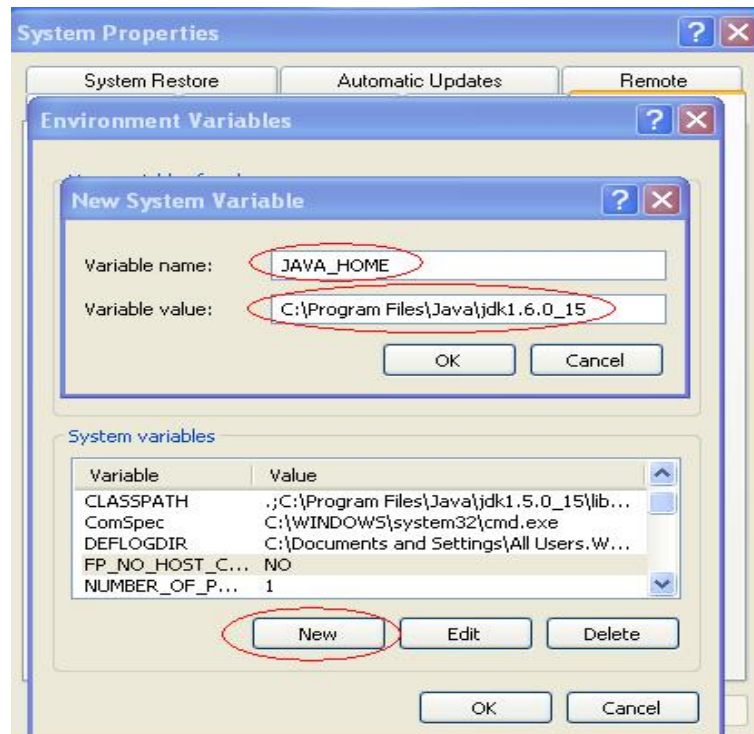 System Properties
System Restore Automatic Updates Remote
Environment Variables
New System Variable
Variable name: JAVA_HOME
Variable value: C:\Program Files\Java\jdk1.6.0_15
OK Cancel
System variables
Variable Value
CLASSPATH .;C:\Program Files\Java\jdk1.5.0_15\lib...
ComSpec C:\WINDOWS\system32\cmd.exe
DEFLOGDIR C:\Documents and Settings\All Users.W...
FP_NO_HOST_C... NO
NUMBER_OF_P... 1
New Edit Delete
OK Cancel